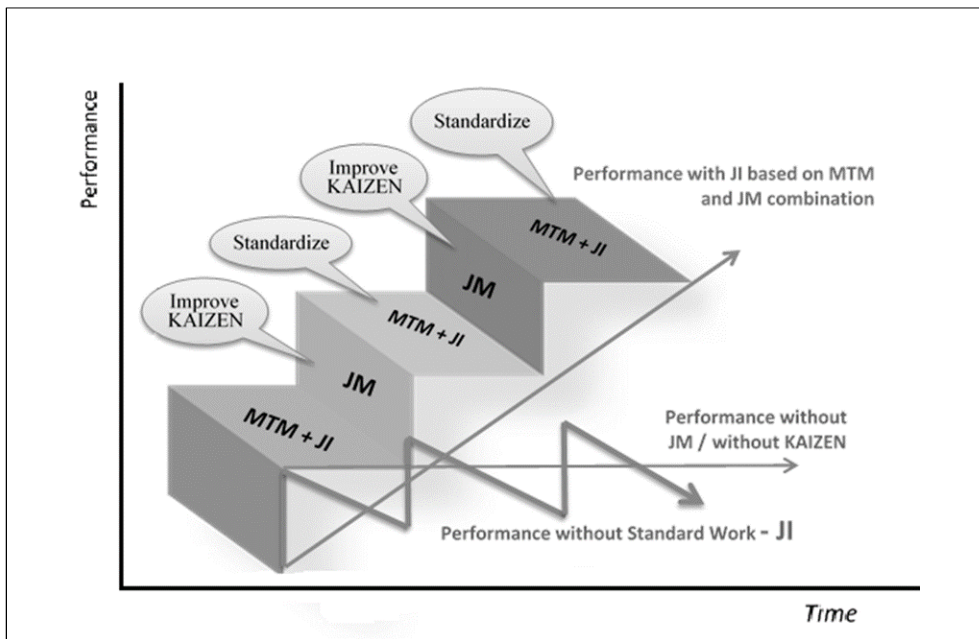 Performance
Standardize
Improve
KAIZEN
Performance with JI based on MTM
and JM combination
MTM + JI
Standardize
JM
Improve
KAIZEN
MTM + JI
JM
MTM + JI
Performance without
JM / without KAIZEN
Performance without Standard Work - JI
Time